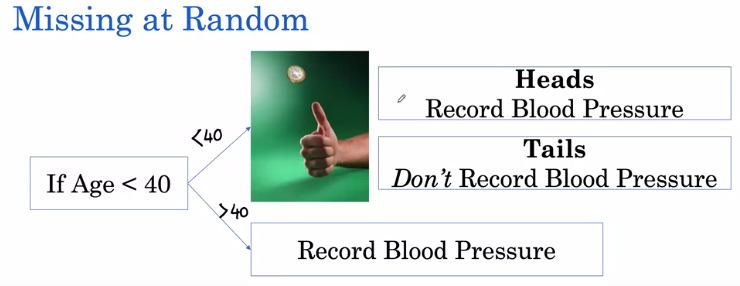 Missing at Random
Heads
Record Blood Pressure
<40
Tails
Don't Record Blood Pressure
If Age < 40
>40
Record Blood Pressure